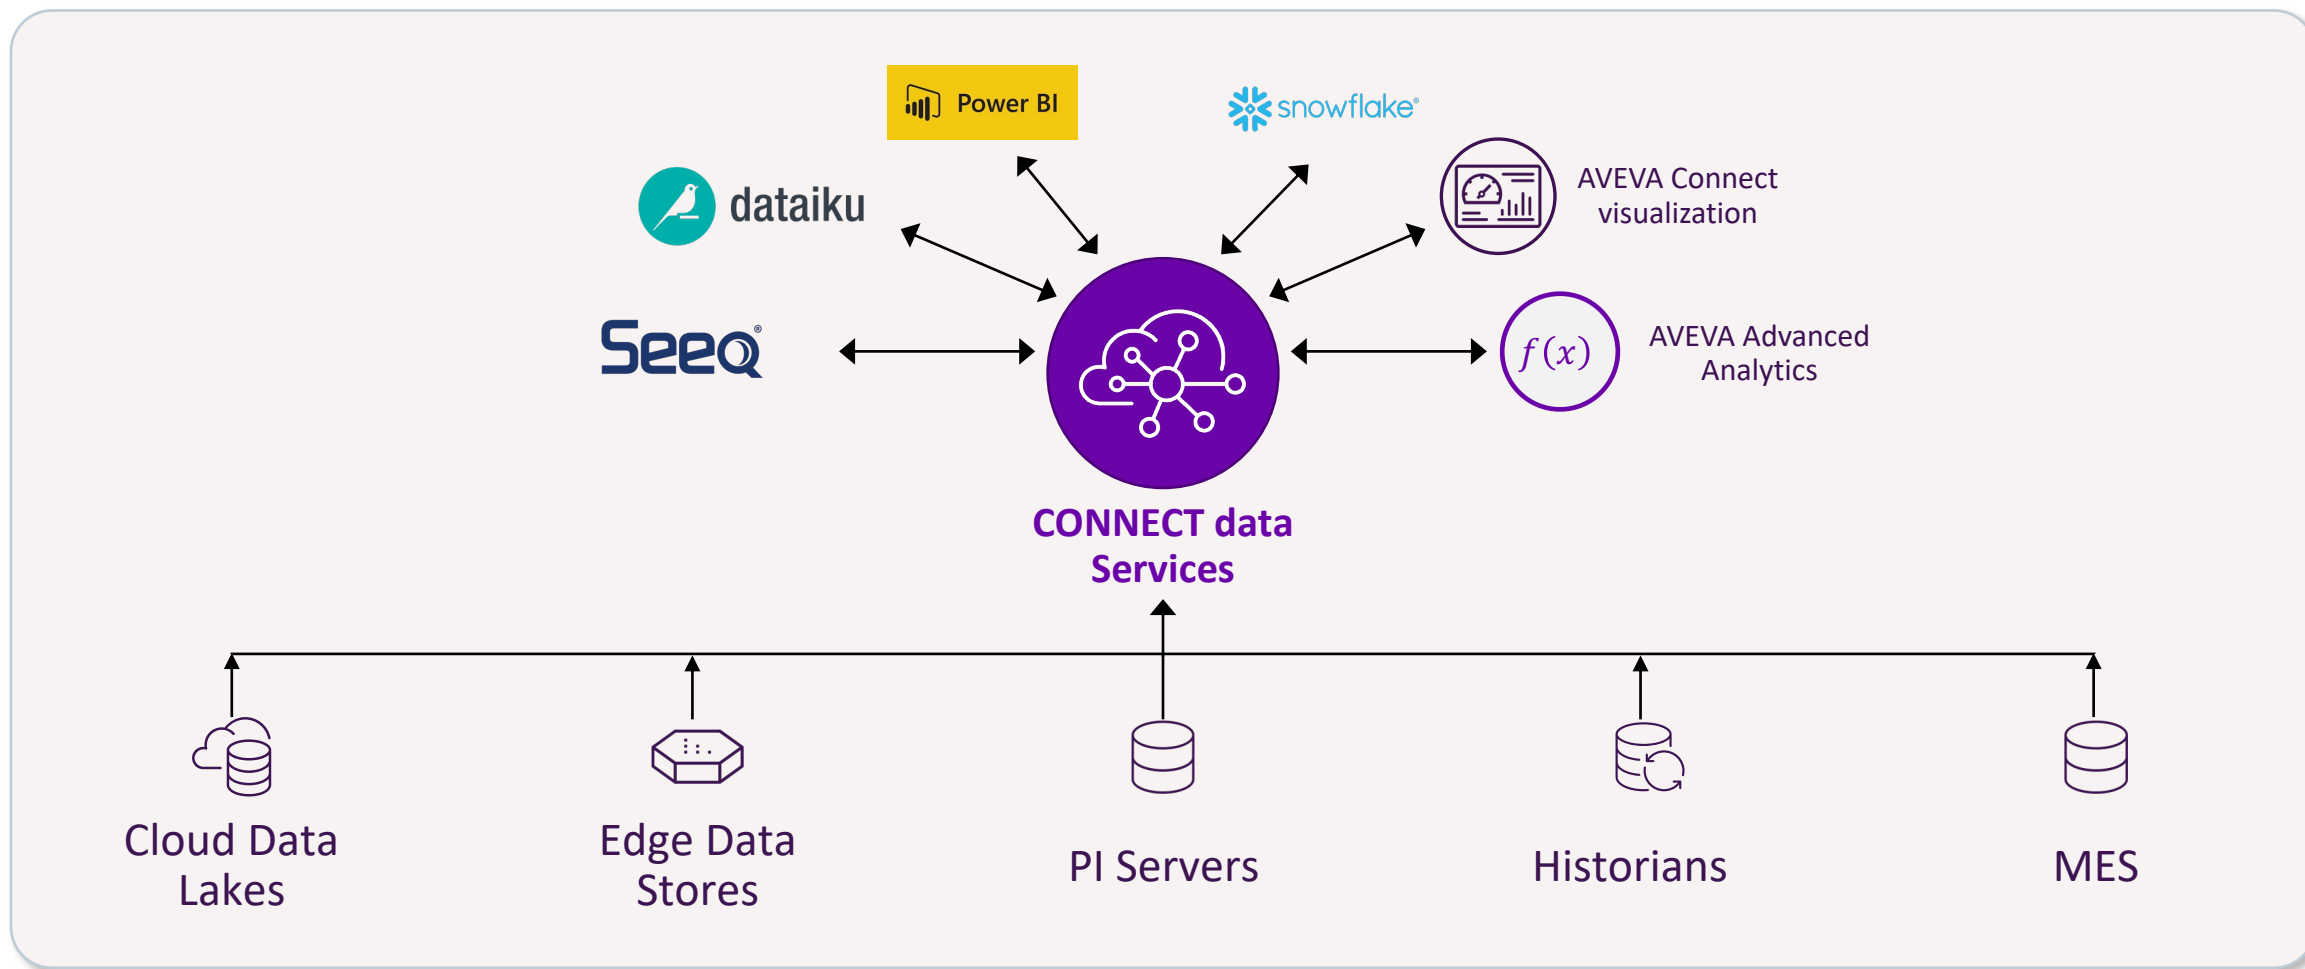 Power BI
snowflake®
dataiku
AVEVA Connect
visualization
Seeq®
f(x)
AVEVA Advanced
Analytics
CONNECT data
Services
Cloud Data
Lakes
Edge Data
Stores
PI Servers
Historians
MES